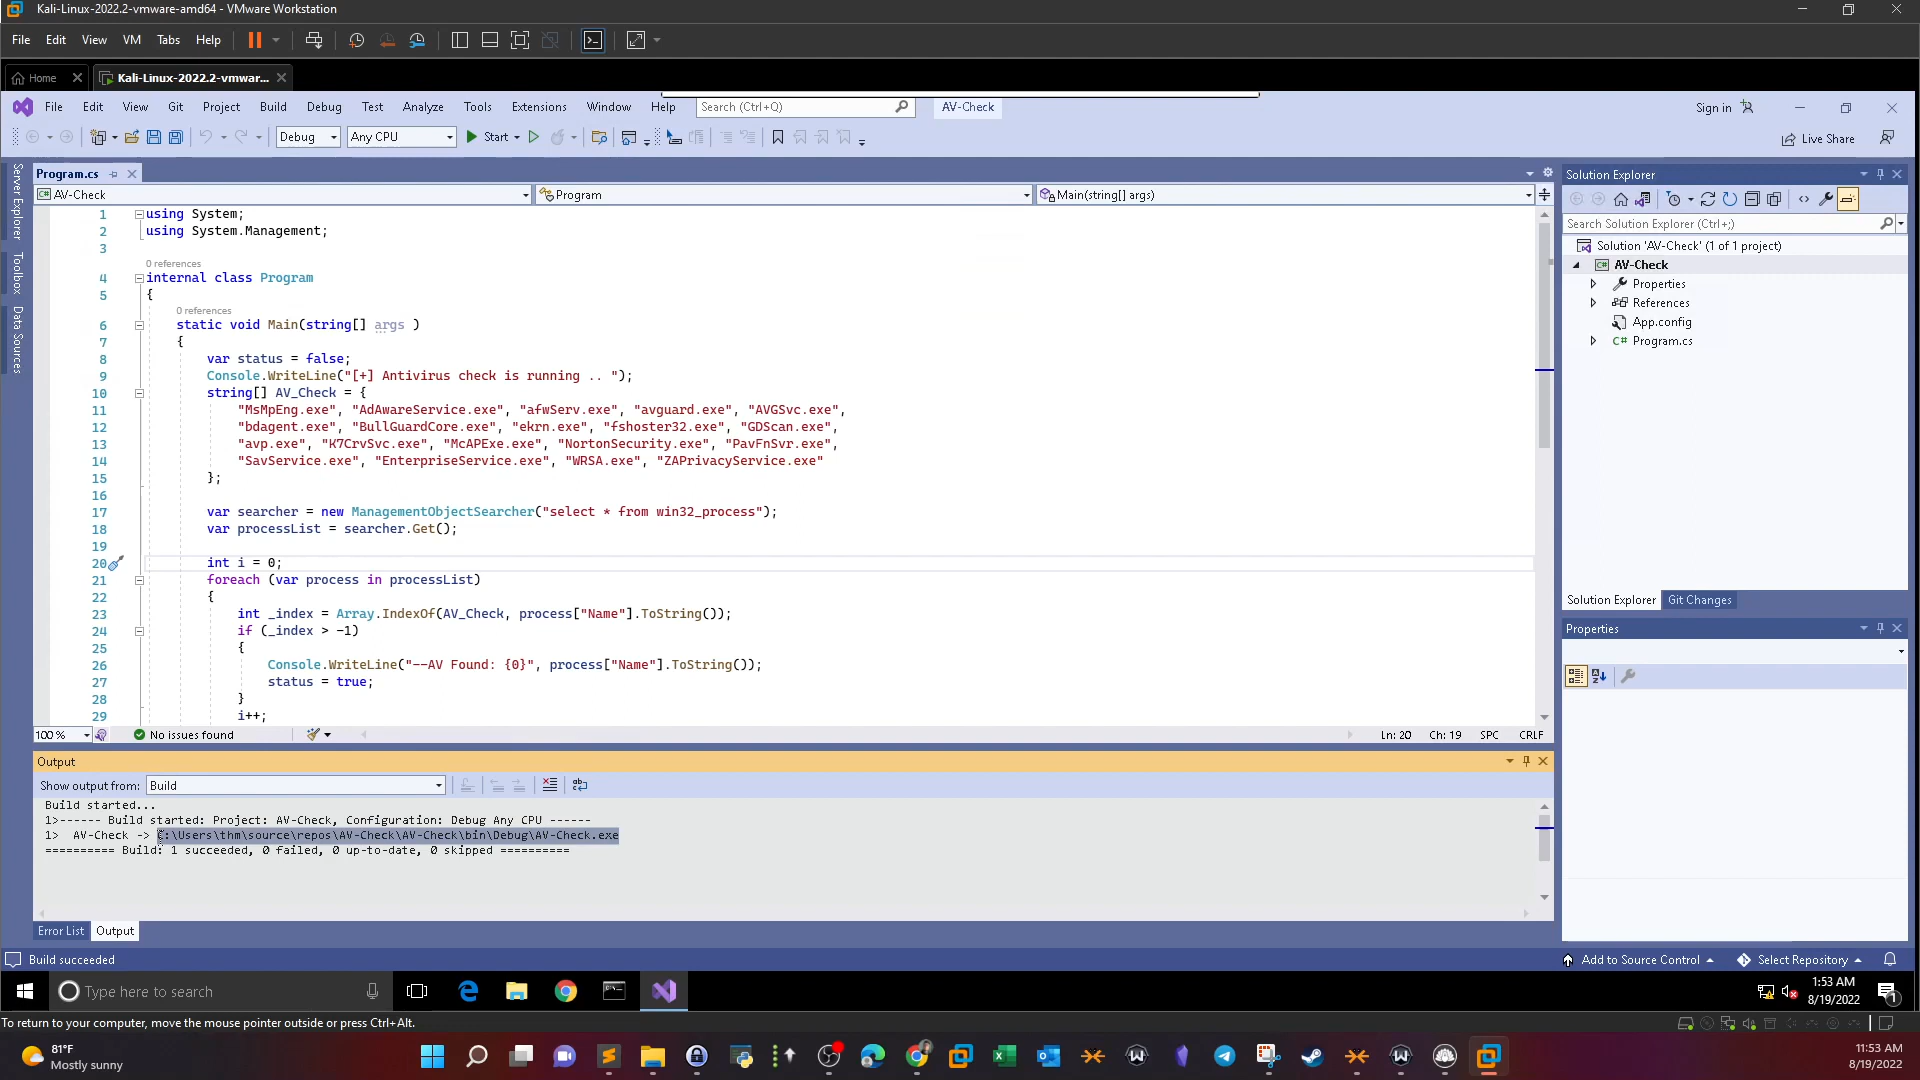 Kali-Linux-2022.2-vmware-amd64 - VMware Workstation
File Edit View VM Tabs Help
Home Kali-Linux-2022.2-vmwar...
File Edit View Git Project Build Debug Test Analyze Tools Extensions Window Help Search (Ctrl+Q) AV-Check Sign in
Debug Any CPU Start Live Share
Server Explorer
Toolbox
Data Sources
Program.cs
AV-Check Program Main(string[] args)
1 using System;
2 using System.Management;
3
0 references
4 internal class Program
5 {
0 references
6 static void Main(string[] args )
7 {
8 var status = false;
9 Console.WriteLine("[+] Antivirus check is running .. ");
10 string[] AV_Check = {
11 "MsMpEng.exe", "AdAwareService.exe", "afwServ.exe", "avguard.exe", "AVGSvc.exe",
12 "bdagent.exe", "BullGuardCore.exe", "ekrn.exe", "fshoster32.exe", "GDScan.exe",
13 "avp.exe", "K7CrvSvc.exe", "McAPExe.exe", "NortonSecurity.exe", "PavFnSvr.exe",
14 "SavService.exe", "EnterpriseService.exe", "WRSA.exe", "ZAPrivacyService.exe"
15 };
16
17 var searcher = new ManagementObjectSearcher("select * from win32_process");
18 var processList = searcher.Get();
19
20 int i = 0;
21 foreach (var process in processList)
22 {
23 int _index = Array.IndexOf(AV_Check, process["Name"].ToString());
24 if (_index > -1)
25 {
26 Console.WriteLine("--AV Found: {0}", process["Name"].ToString());
27 status = true;
28 }
29 i++;
100 % No issues found Ln: 20 Ch: 19 SPC CRLF
Output
Show output from: Build
Build started...
1>------ Build started: Project: AV-Check, Configuration: Debug Any CPU ------
1> AV-Check -> C:\Users\thm\source\repos\AV-Check\AV-Check\bin\Debug\AV-Check.exe
========== Build: 1 succeeded, 0 failed, 0 up-to-date, 0 skipped ==========
Error List Output
Solution Explorer
Search Solution Explorer (Ctrl+;)
Solution 'AV-Check' (1 of 1 project)
AV-Check
Properties
References
App.config
C# Program.cs
Solution Explorer Git Changes
Properties
Build succeeded Add to Source Control Select Repository
Type here to search
1:53 AM
8/19/2022
1
To return to your computer, move the mouse pointer outside or press Ctrl+Alt.
81°F
Mostly sunny
11:53 AM
8/19/2022